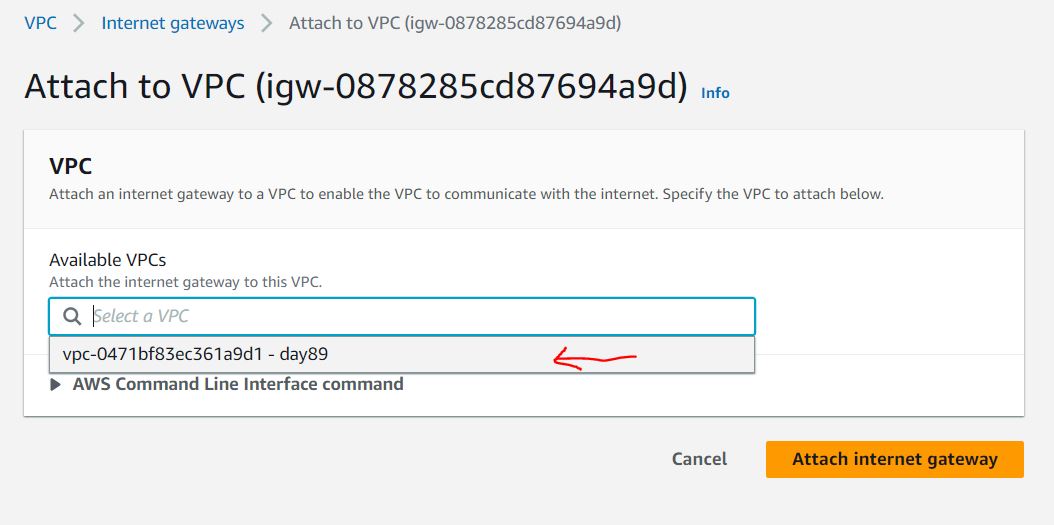 VPC > Internet gateways > Attach to VPC (igw-0878285cd87694a9d)
Attach to VPC (igw-0878285cd87694a9d) Info
VPC
Attach an internet gateway to a VPC to enable the VPC to communicate with the internet. Specify the VPC to attach below.
Available VPCs
Attach the internet gateway to this VPC.
Select a VPC
vpc-0471bf83ec361a9d1 - day89
AWS Command Line Interface command
Cancel Attach internet gateway